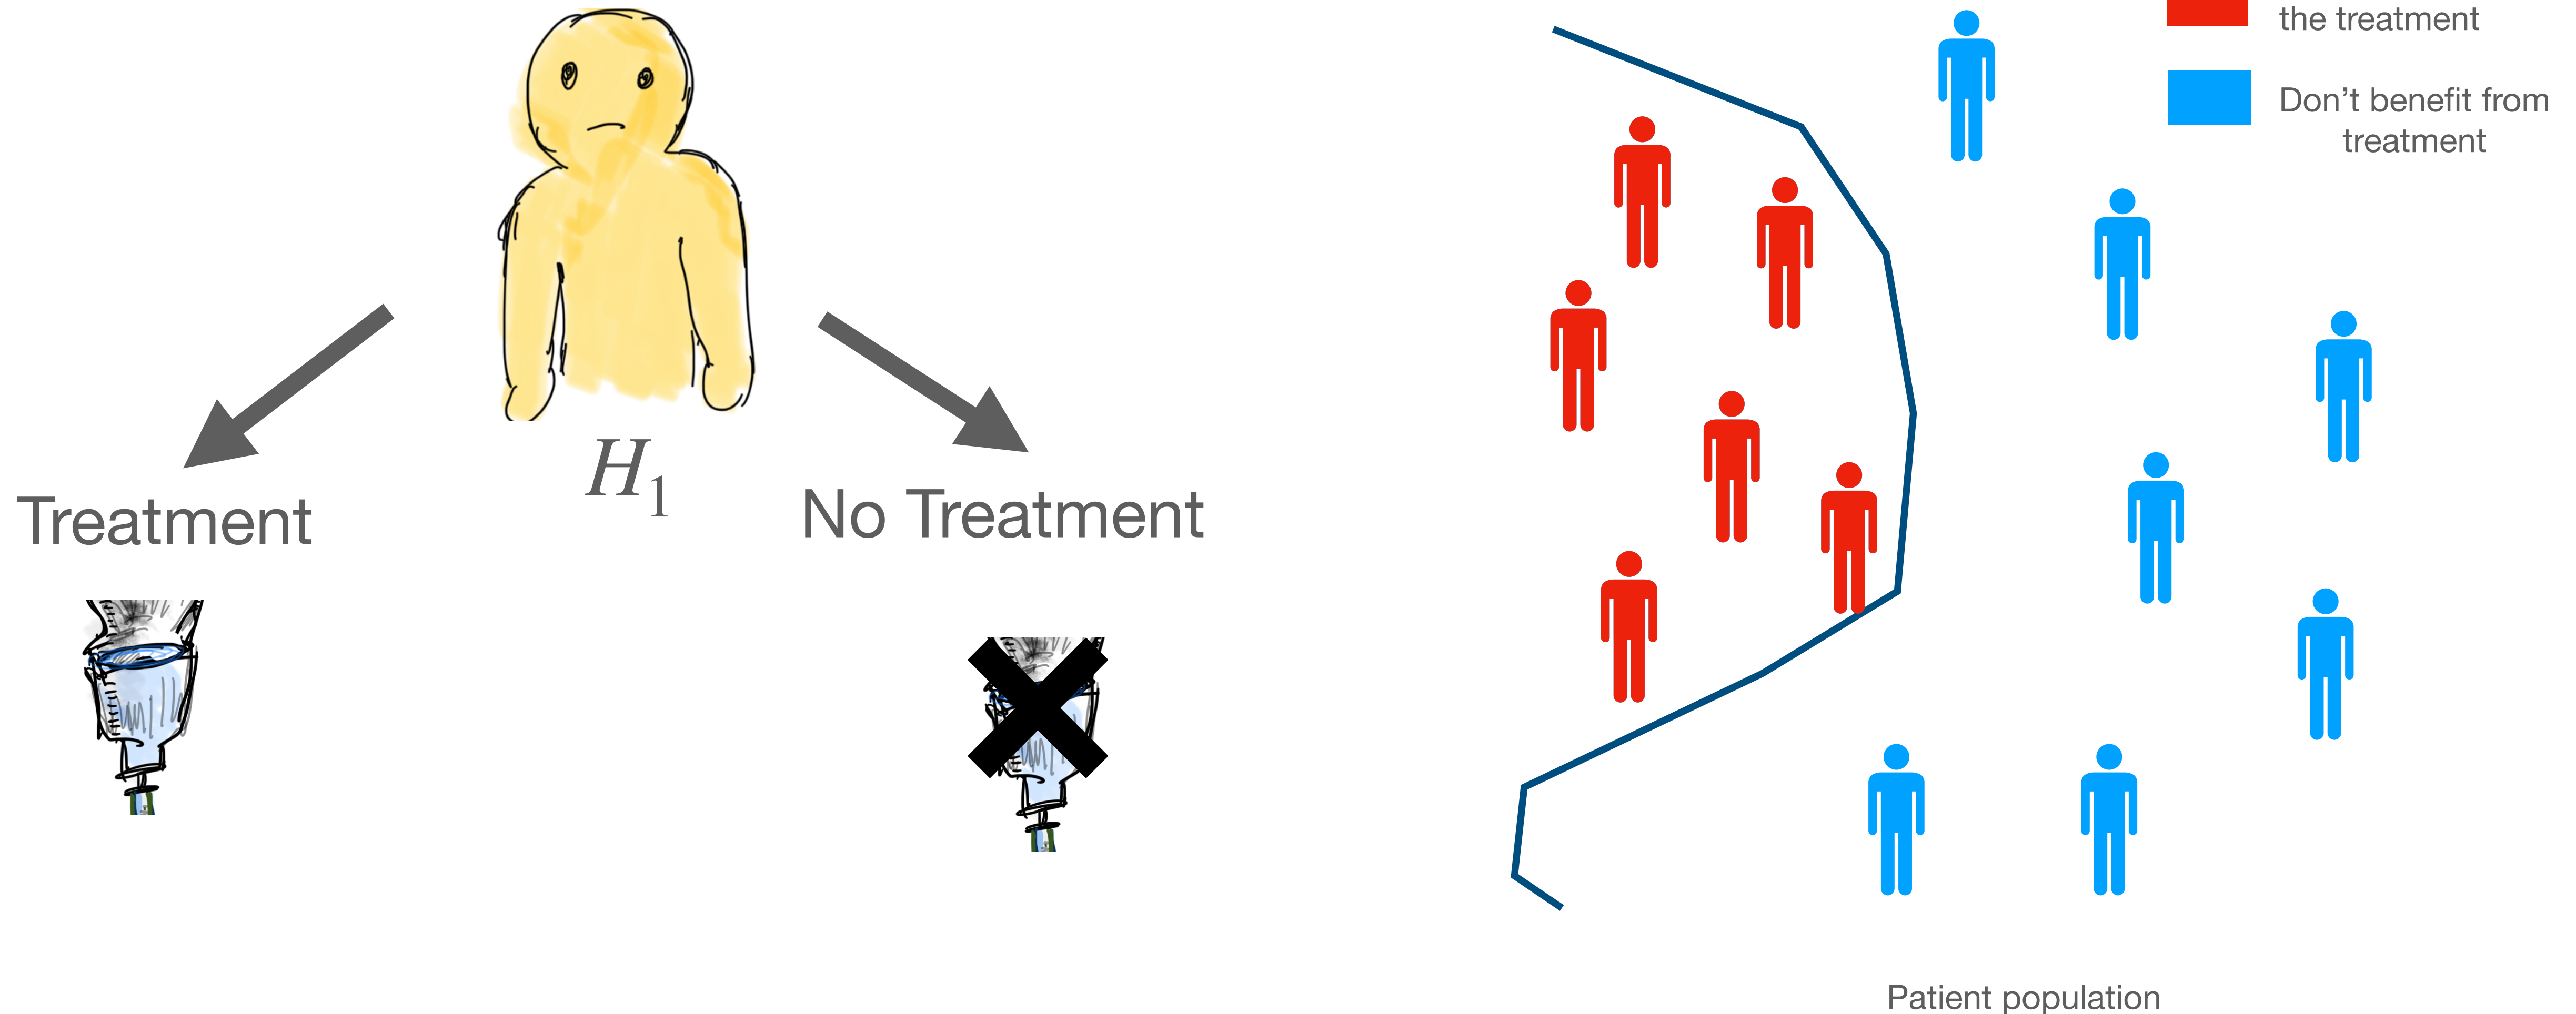 H1
Treatment
No Treatment
the treatment
Don't benefit from
treatment
Patient population